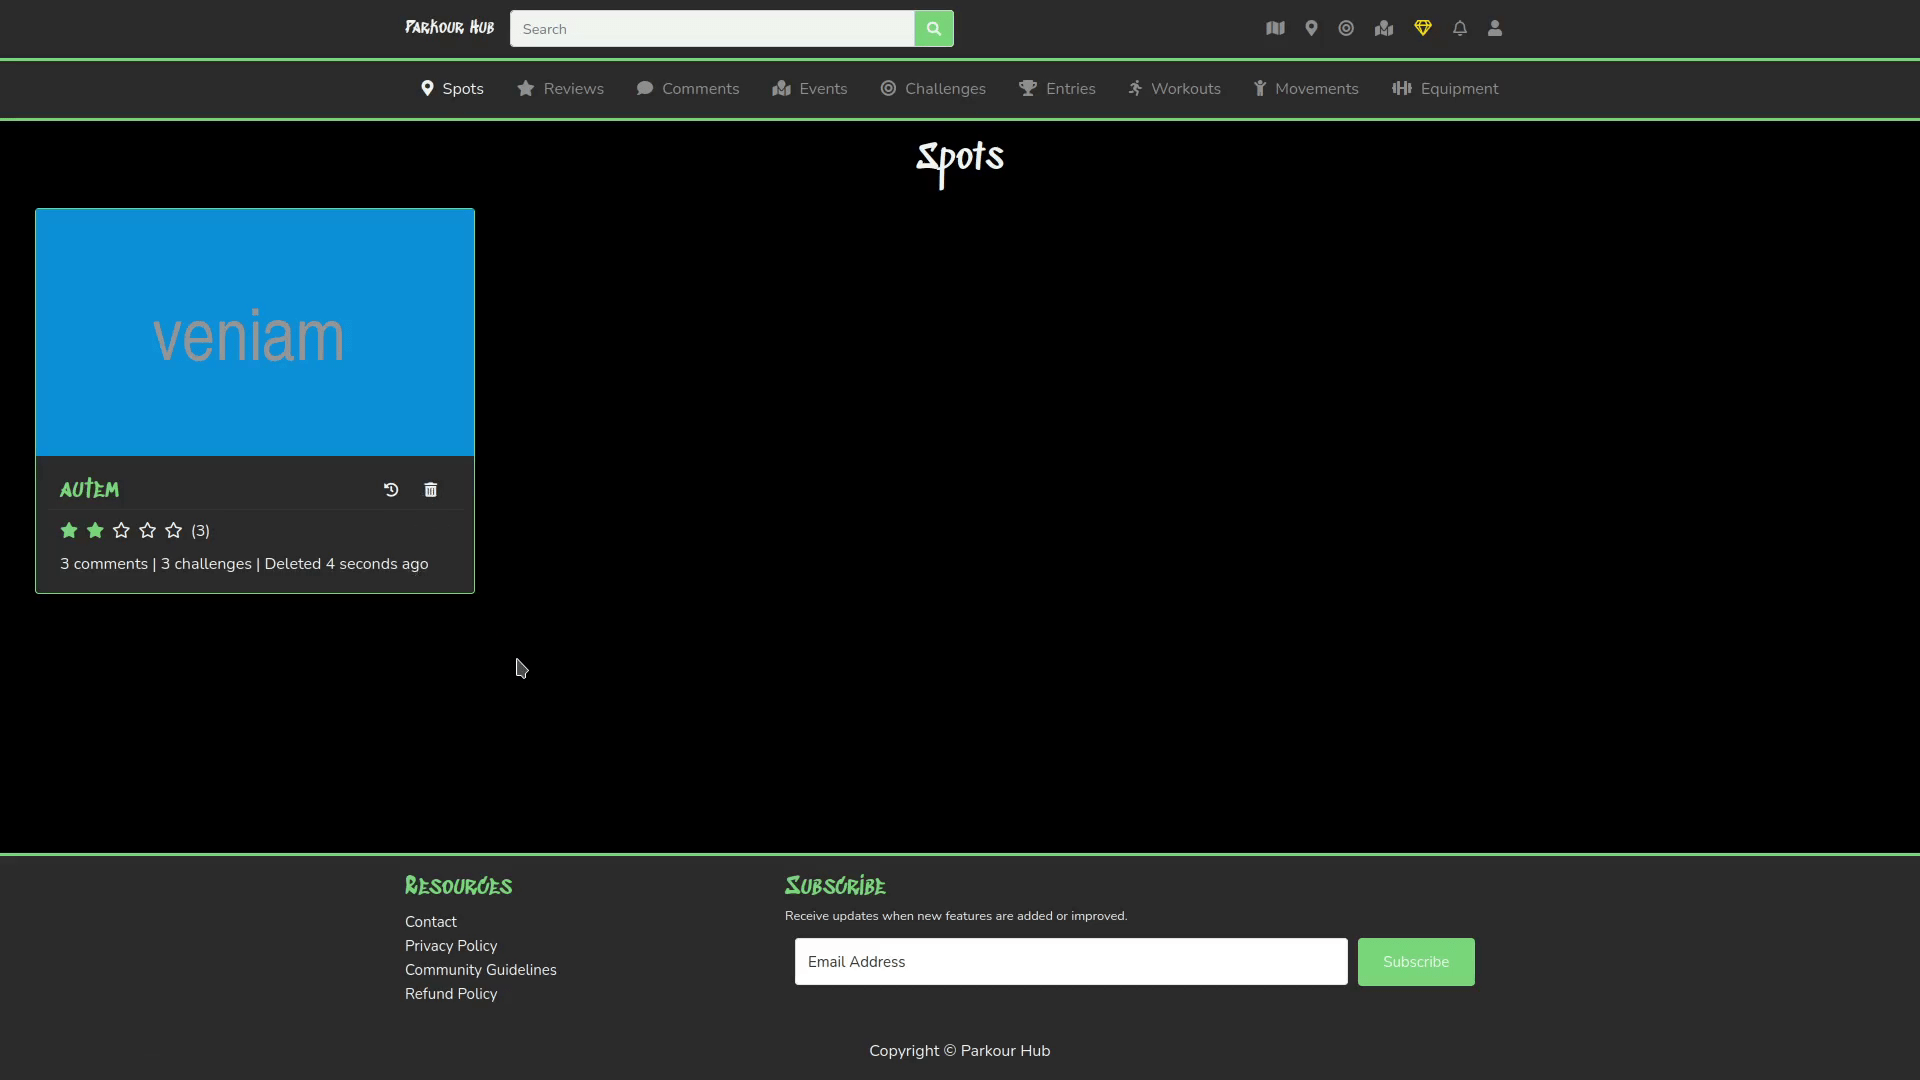 Parkour Hub
Search
Spots
Reviews
Comments
Events
Challenges
Entries
Workouts
Movements
Equipment
Spots
veniam
autem
(3)
3 comments | 3 challenges | Deleted 4 seconds ago
Resources
Contact
Privacy Policy
Community Guidelines
Refund Policy
Subscribe
Receive updates when new features are added or improved.
Email Address
Subscribe
Copyright © Parkour Hub